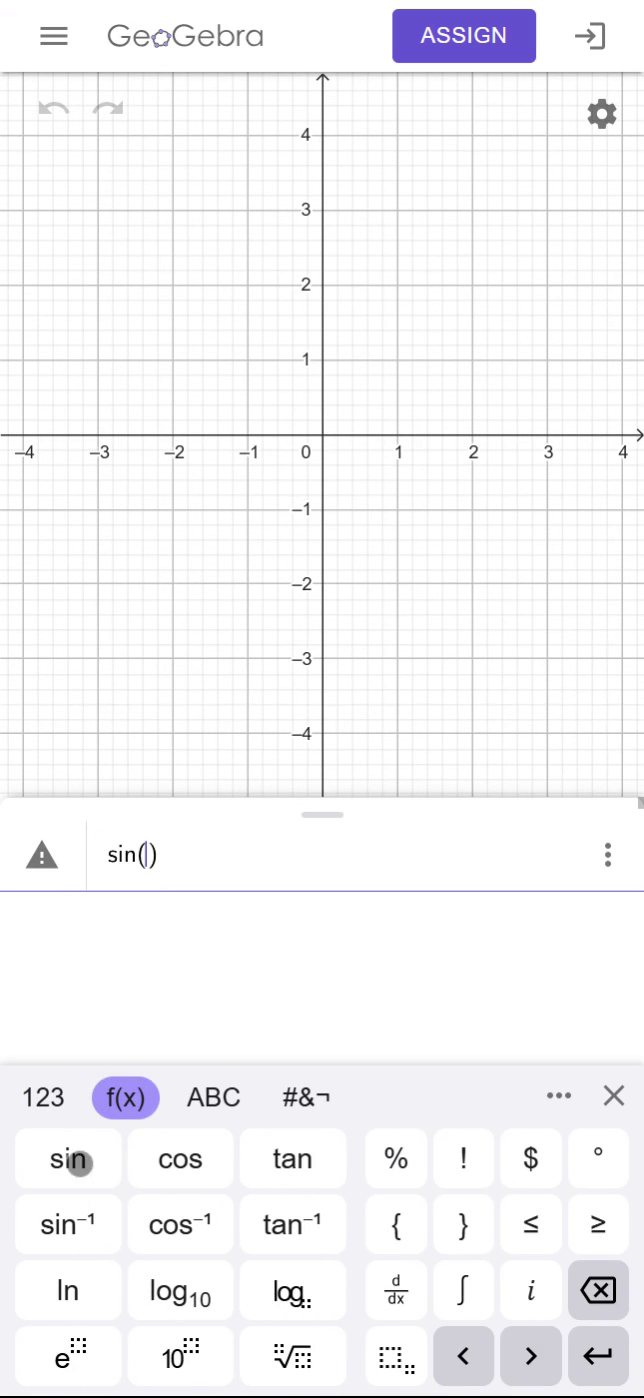 GeoGebra ASSIGN
4
3
2
1
–4 –3 –2 –1 0 1 2 3 4
–1
–2
–3
–4
sin()
123 f(x) ABC #&¬ ••• ×
sin cos tan % ! $ °
sin⁻¹ cos⁻¹ tan⁻¹ { } ≤ ≥
ln log₁₀ log d/dx ∫ i
e 10 √ < >